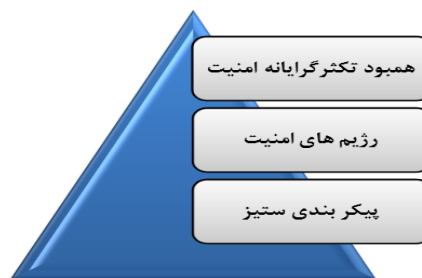 همبود تکثرگرایانه امنیت
رژیم های امنیت
پیکر بندی ستیز